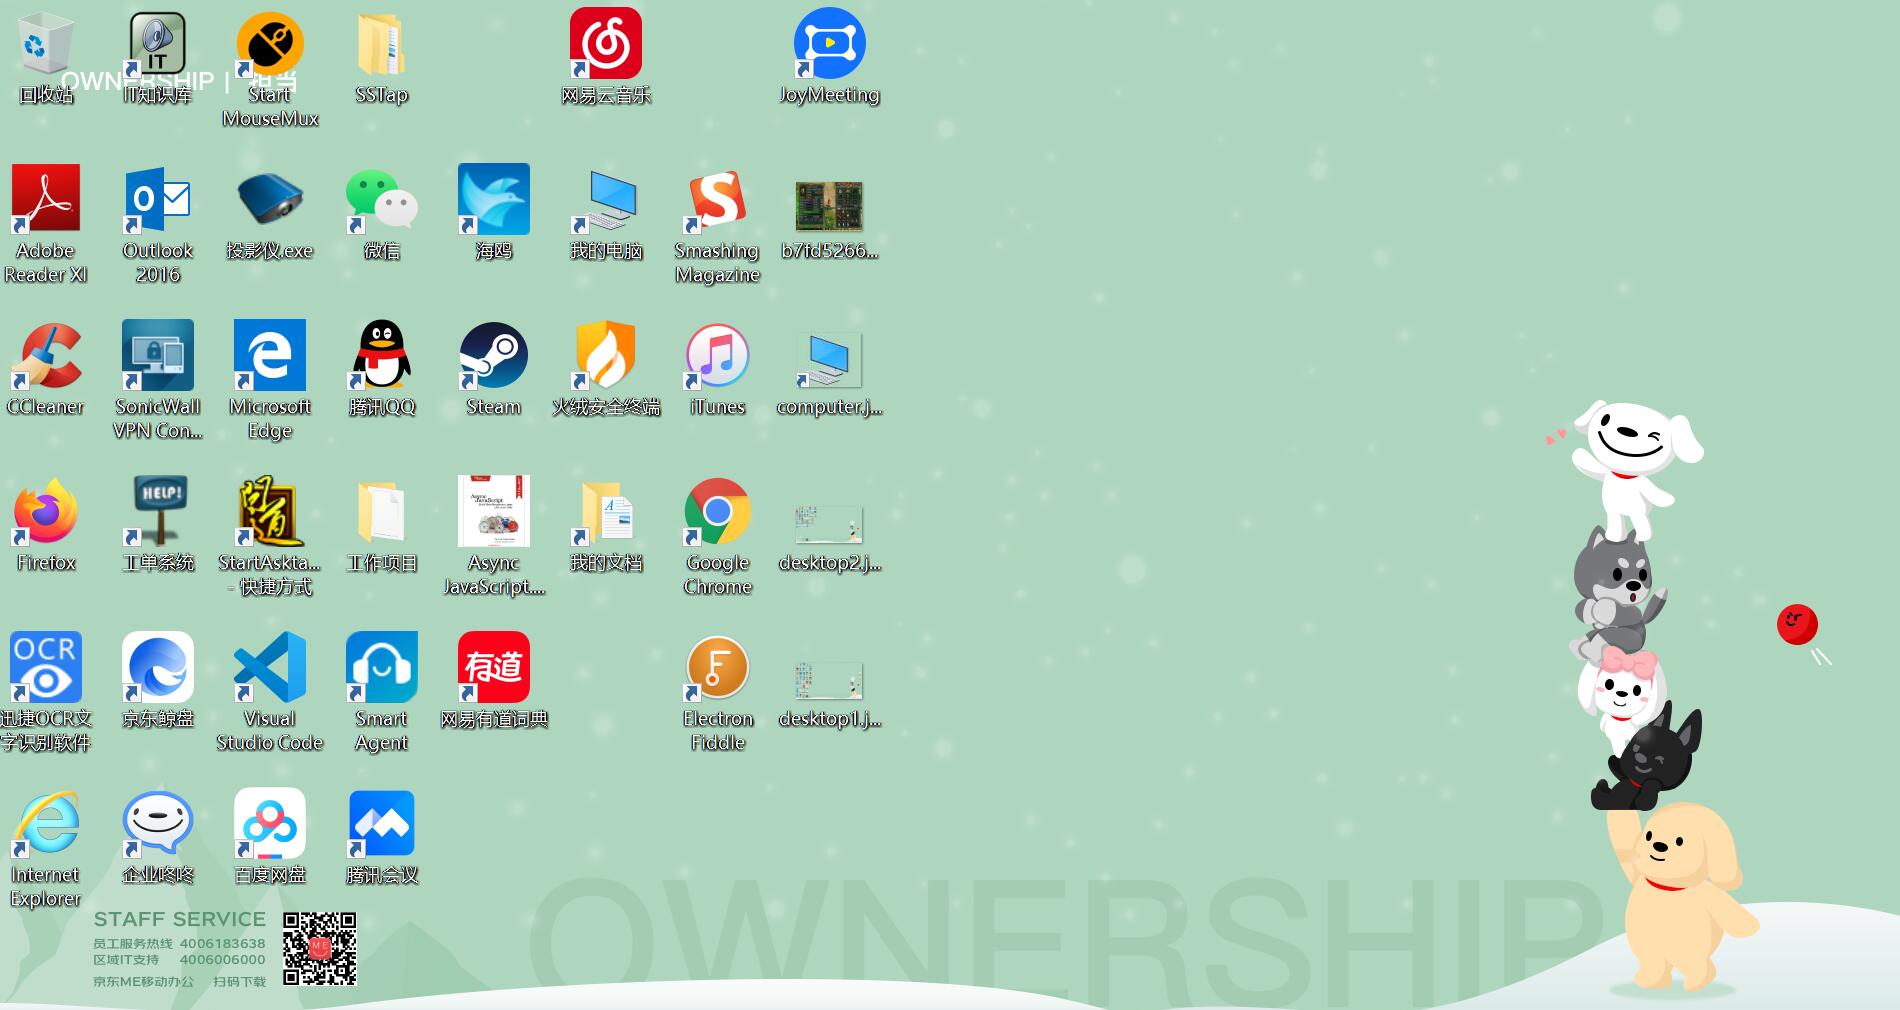 OWNERSHIP | 担当
回收站
IT
IT知识库
Start
MouseMux
SSTap
网易云音乐
JoyMeeting
Adobe
Reader XI
Outlook
2016
投影仪.exe
微信
海鸥
我的电脑
Smashing
Magazine
b7fd5266...
CCleaner
SonicWall
VPN Con...
Microsoft
Edge
腾讯QQ
Steam
火绒安全终端
iTunes
computer.j...
Firefox
HELP!
工单系统
问道
StartAskta...
- 快捷方式
工作项目
Async
JavaScript
Async
JavaScript....
我的文档
Google
Chrome
desktop2.j...
OCR
迅捷OCR文
字识别软件
京东鲸盘
Visual
Studio Code
Smart
Agent
有道
网易有道词典
Electron
Fiddle
desktop1.j...
Internet
Explorer
企业咚咚
百度网盘
腾讯会议
STAFF SERVICE
员工服务热线 4006183638
区域IT支持 4006006000
京东ME移动办公 扫码下载
ME
OWNERSHIP